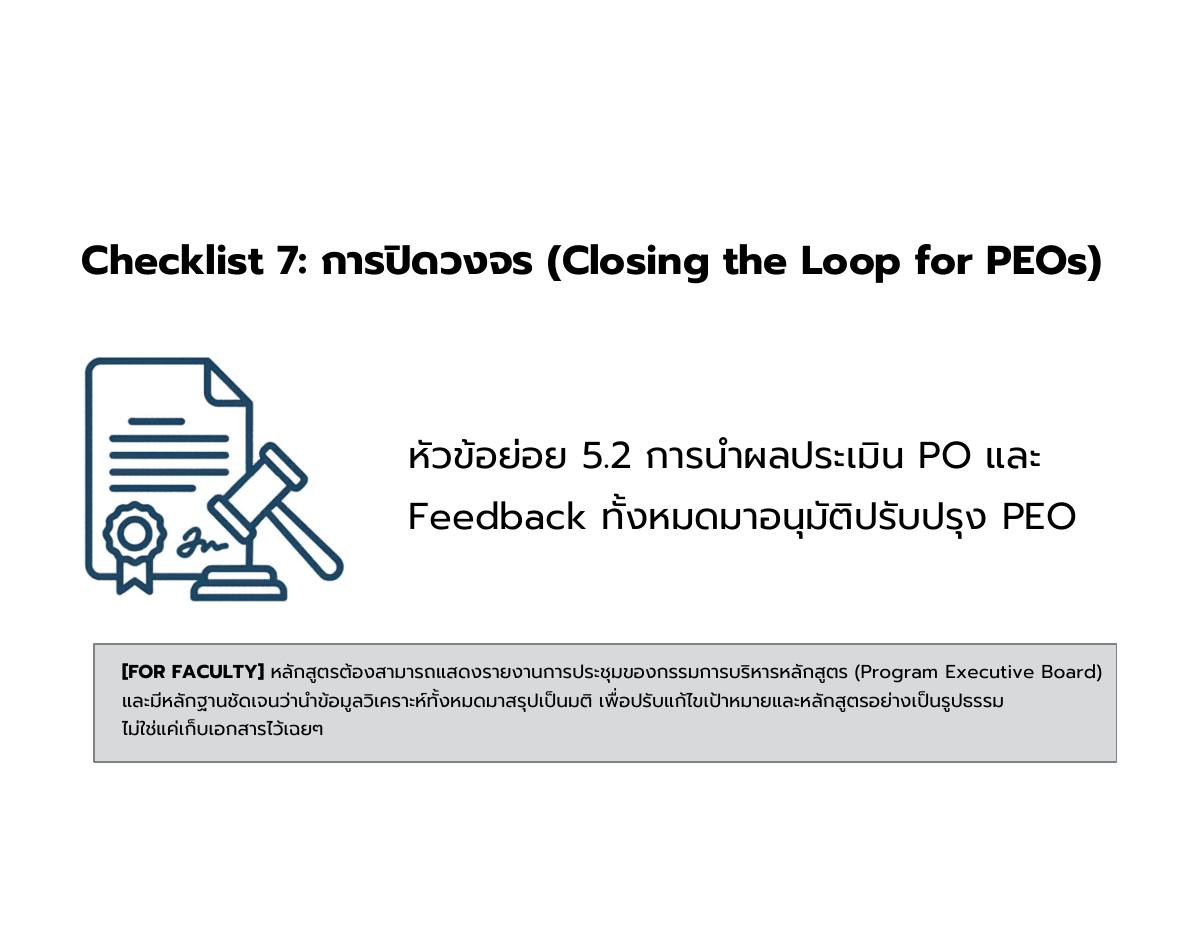 Checklist 7: การปิดวงจร (Closing the Loop for PEOs)
หัวข้อย่อย 5.2 การนำผลประเมิน PO และ
Feedback ทั้งหมดมาอนุมัติปรับปรุง PEO
[FOR FACULTY] หลักสูตรต้องสามารถแสดงรายงานการประชุมของกรรมการบริหารหลักสูตร (Program Executive Board)
และมีหลักฐานชัดเจนว่านำข้อมูลวิเคราะห์ทั้งหมดมาสรุปเป็นมติ เพื่อปรับแก้ไขเป้าหมายและหลักสูตรอย่างเป็นรูปธรรรม
ไม่ใช่แค่เก็บเอกสารไว้เฉยๆ